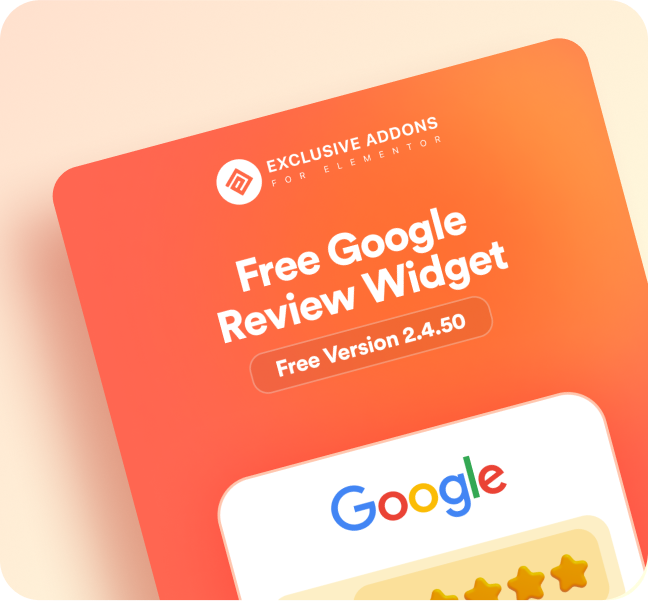 EXCLUSIVE ADDONS
FOR ELEMENTOR
Free Google
Review Widget
Free Version 2.4.50
Google